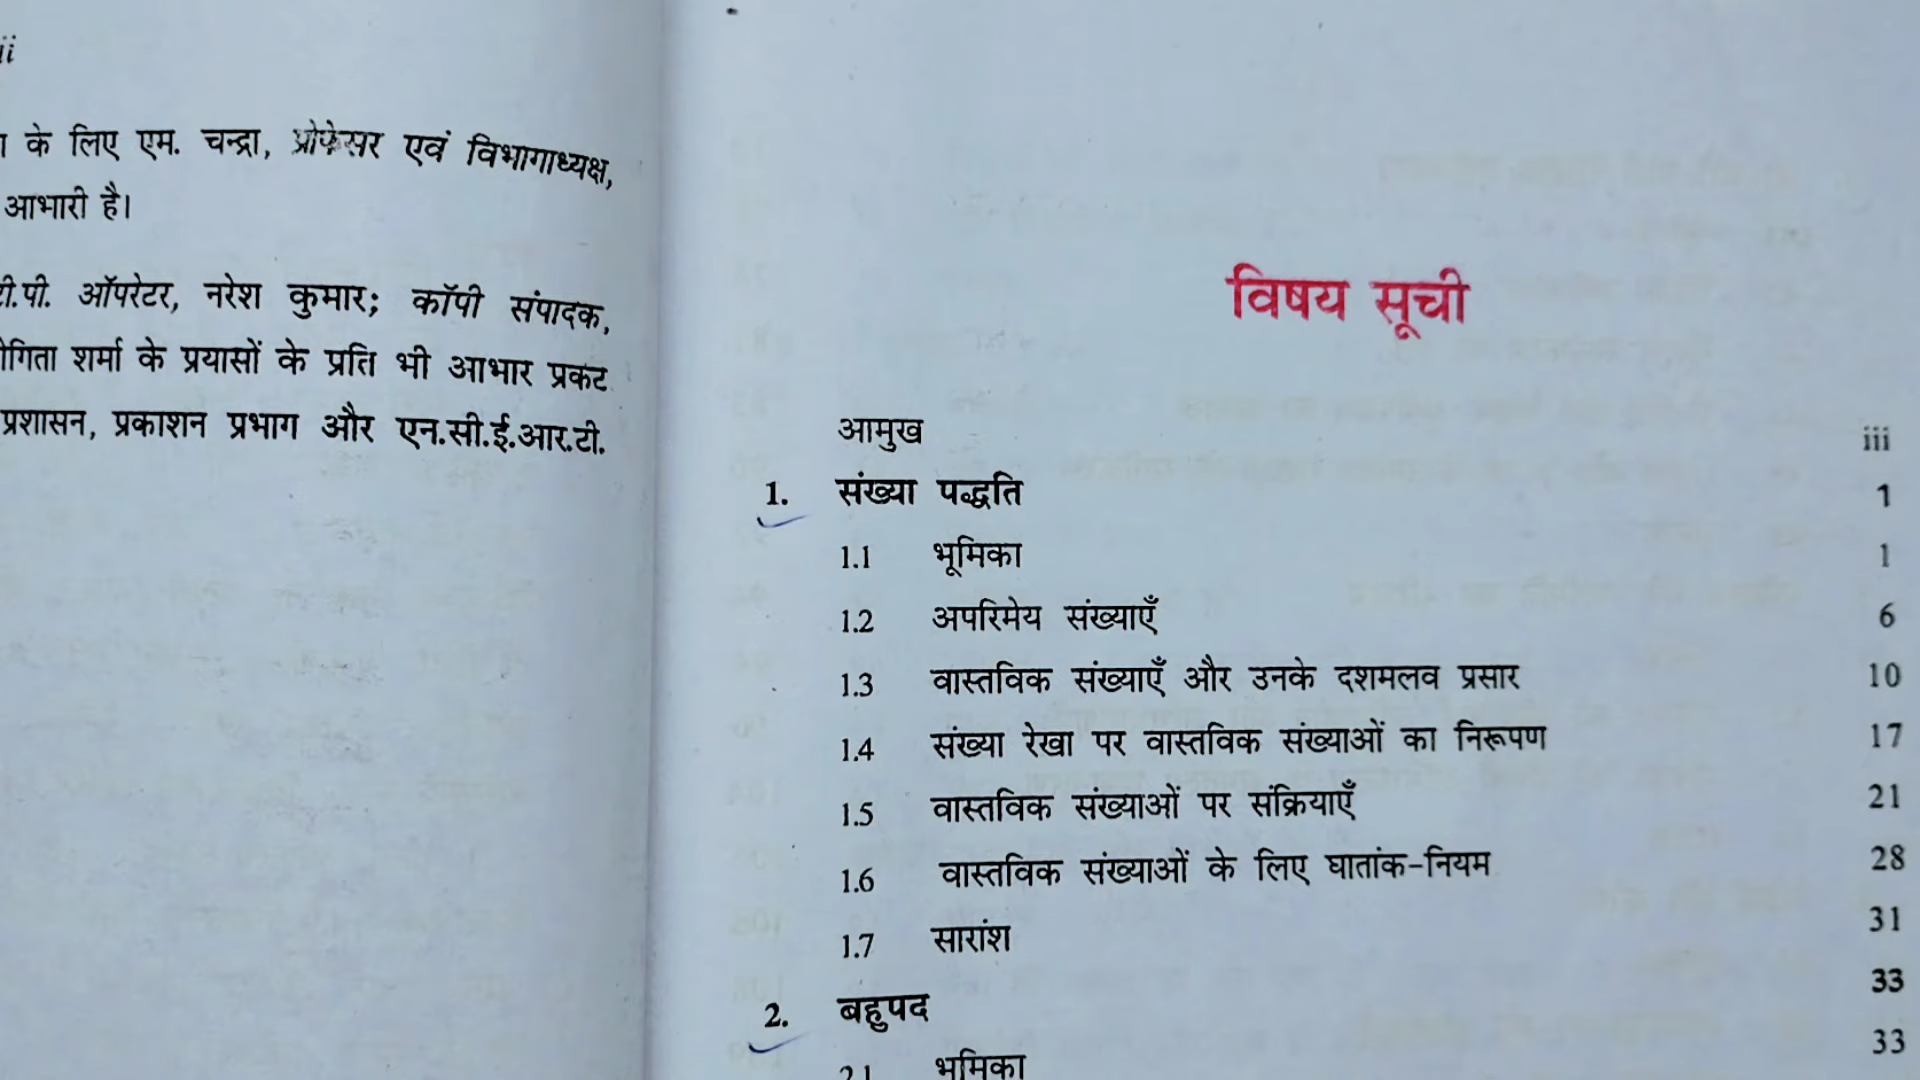 ii
के लिए एम. चन्द्रा, प्रोफेसर एवं विभागाध्यक्ष,
आभारी है।
टी.पी. ऑपरेटर, नरेश कुमार; कॉपी संपादक,
शर्मा के प्रयासों के प्रति भी आभार प्रकट
प्रशासन, प्रकाशन प्रभाग और एन.सी.ई.आर.टी.
विषय सूची
आमुख iii
1. संख्या पद्धति 1
1.1 भूमिका 1
1.2 अपरिमेय संख्याएँ 6
1.3 वास्तविक संख्याएँ और उनके दशमलव प्रसार 10
1.4 संख्या रेखा पर वास्तविक संख्याओं का निरूपण 17
1.5 वास्तविक संख्याओं पर संक्रियाएँ 21
1.6 वास्तविक संख्याओं के लिए घातांक-नियम 28
1.7 सारांश 31
2. बहुपद 33
2.1 भूमिका 33